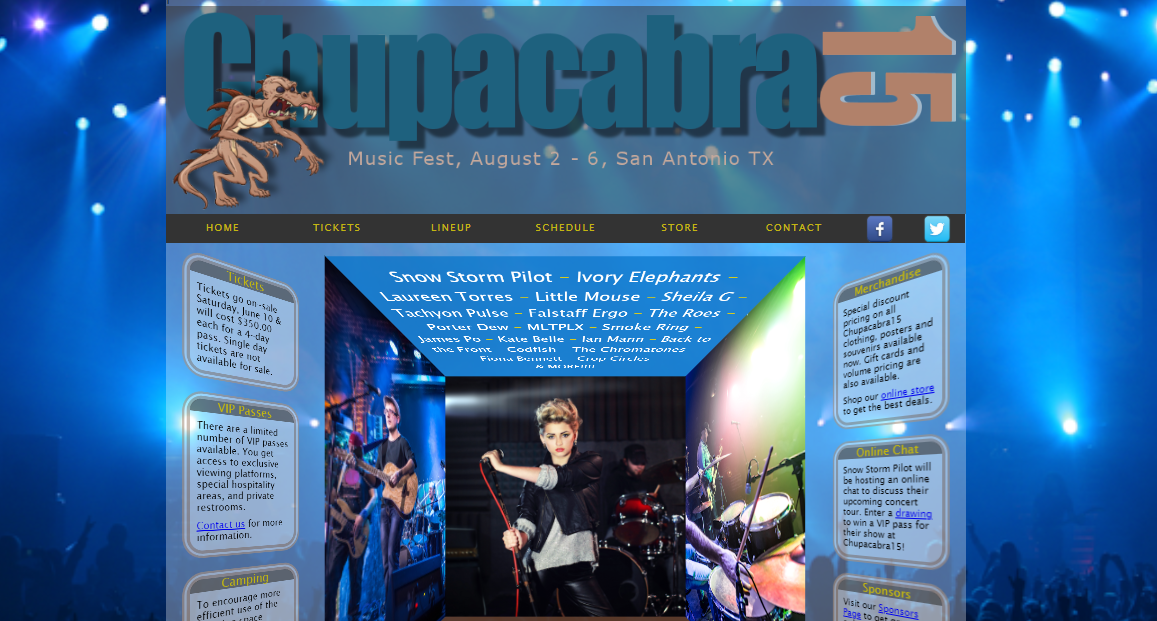 Chupacabra 15
Music Fest, August 2 - 6, San Antonio TX
HOME TICKETS LINEUP SCHEDULE STORE CONTACT
Tickets
Tickets go on-sale
Saturday, June 10 &
will cost $350.00
each for a 4-day
pass. Single day
tickets are not
available for sale.
VIP Passes
There are a limited
number of VIP passes
available. You get
access to exclusive
viewing platforms,
special hospitality
areas, and private
restrooms.
Contact us for more
information.
Camping
To encourage more
efficient use of the
space
Snow Storm Pilot – Ivory Elephants –
Laureen Torres – Little Mouse – Sheila G –
Tachyon Pulse – Falstaff Ergo – The Roes –
Porter Dew – MLTPLX – Smoke Ring –
James Po – Kate Belle – Ian Mann – Back to
the Front Codfish The Chromatones
Fiona Bennett Crop Circles
& MORE!!!!
Merchandise
Special discount
pricing on all
Chupacabra15
clothing, posters and
souvenirs available
now. Gift cards and
volume pricing are
also available.
Shop our online store
to get the best deals.
Online Chat
Snow Storm Pilot will
be hosting an online
chat to discuss their
upcoming concert
tour. Enter a drawing
to win a VIP pass for
their show at
Chupacabra15!
Sponsors
Visit our Sponsors
Page to get